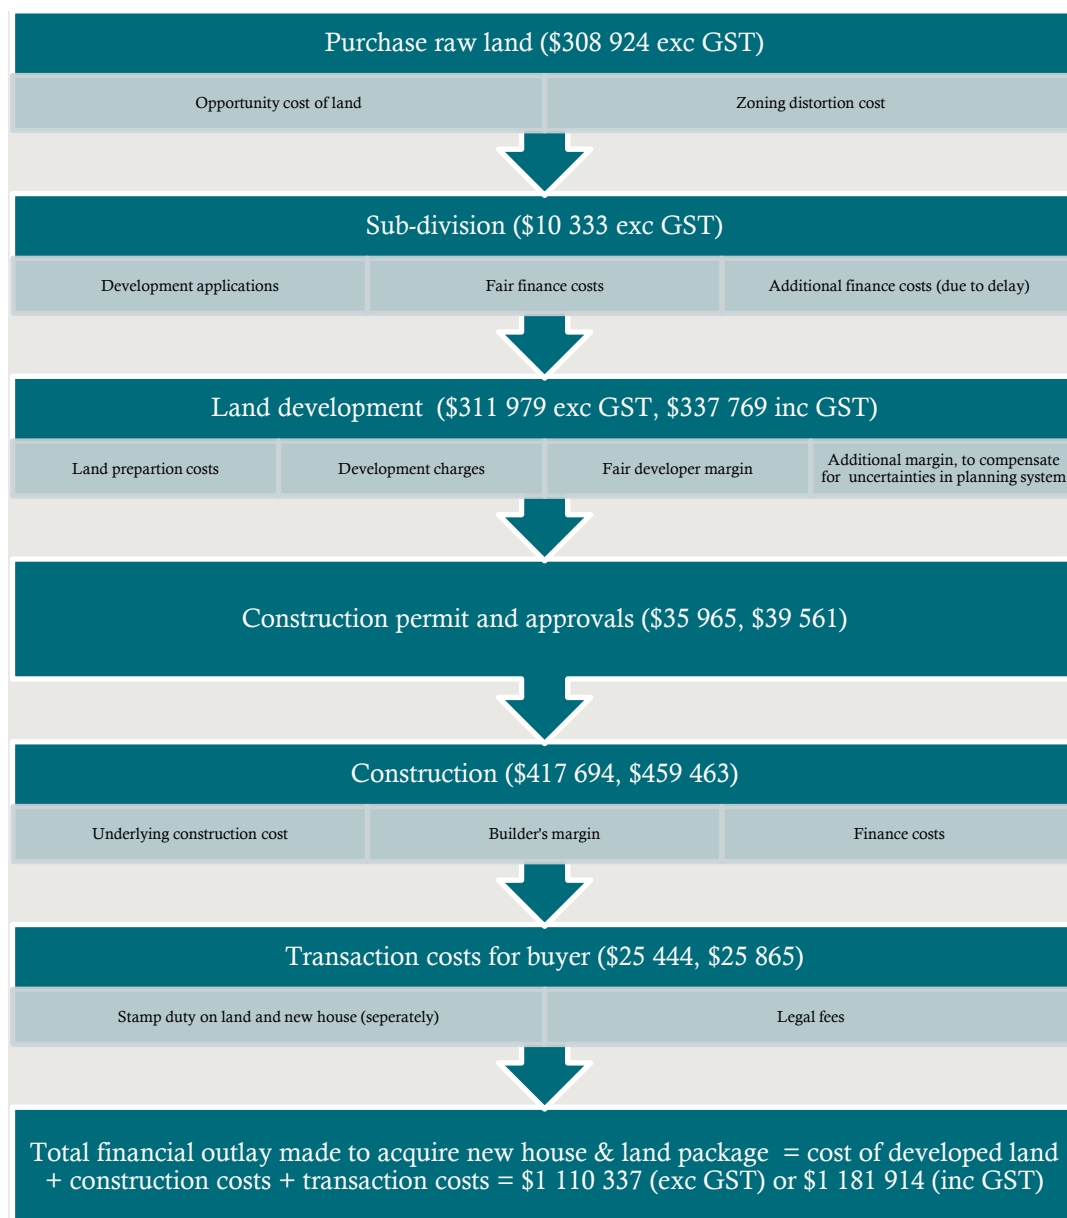 Purchase raw land ($308 924 exc GST)
Opportunity cost of land
Zoning distortion cost
Sub-division ($10 333 exc GST)
Development applications
Fair finance costs
Additional finance costs (due to delay)
Land development  ($311 979 exc GST, $337 769 inc GST)
Land prepartion costs
Development charges
Fair developer margin
Additional margin, to compensate
for  uncertainties in planning system
Construction permit and approvals ($35 965, $39 561)
Construction ($417 694, $459 463)
Underlying construction cost
Builder's margin
Finance costs
Transaction costs for buyer ($25 444, $25 865)
Stamp duty on land and new house (seperately)
Legal fees
Total financial outlay made to acquire new house & land package  = cost of developed land
+ construction costs + transaction costs = $1 110 337 (exc GST) or $1 181 914 (inc GST)